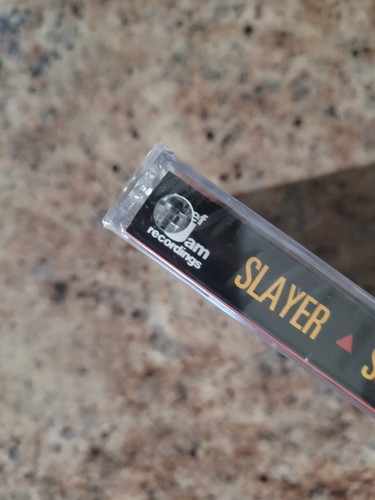 Def
Jam
recordings
SLAYER ▲ S